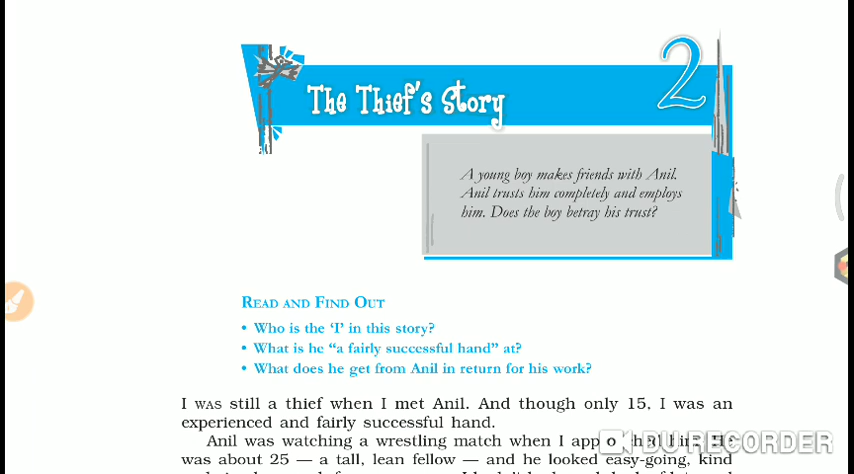 The Thief's Story
2
A young boy makes friends with Anil.
Anil trusts him completely and employs
him. Does the boy betray his trust?
READ AND FIND OUT
• Who is the ‘I’ in this story?
• What is he “a fairly successful hand” at?
• What does he get from Anil in return for his work?
I WAS still a thief when I met Anil. And though only 15, I was an
experienced and fairly successful hand.
Anil was watching a wrestling match when I app o ched him. He
was about 25 — a tall, lean fellow — and he looked easy-going, kind
DU RECORDER